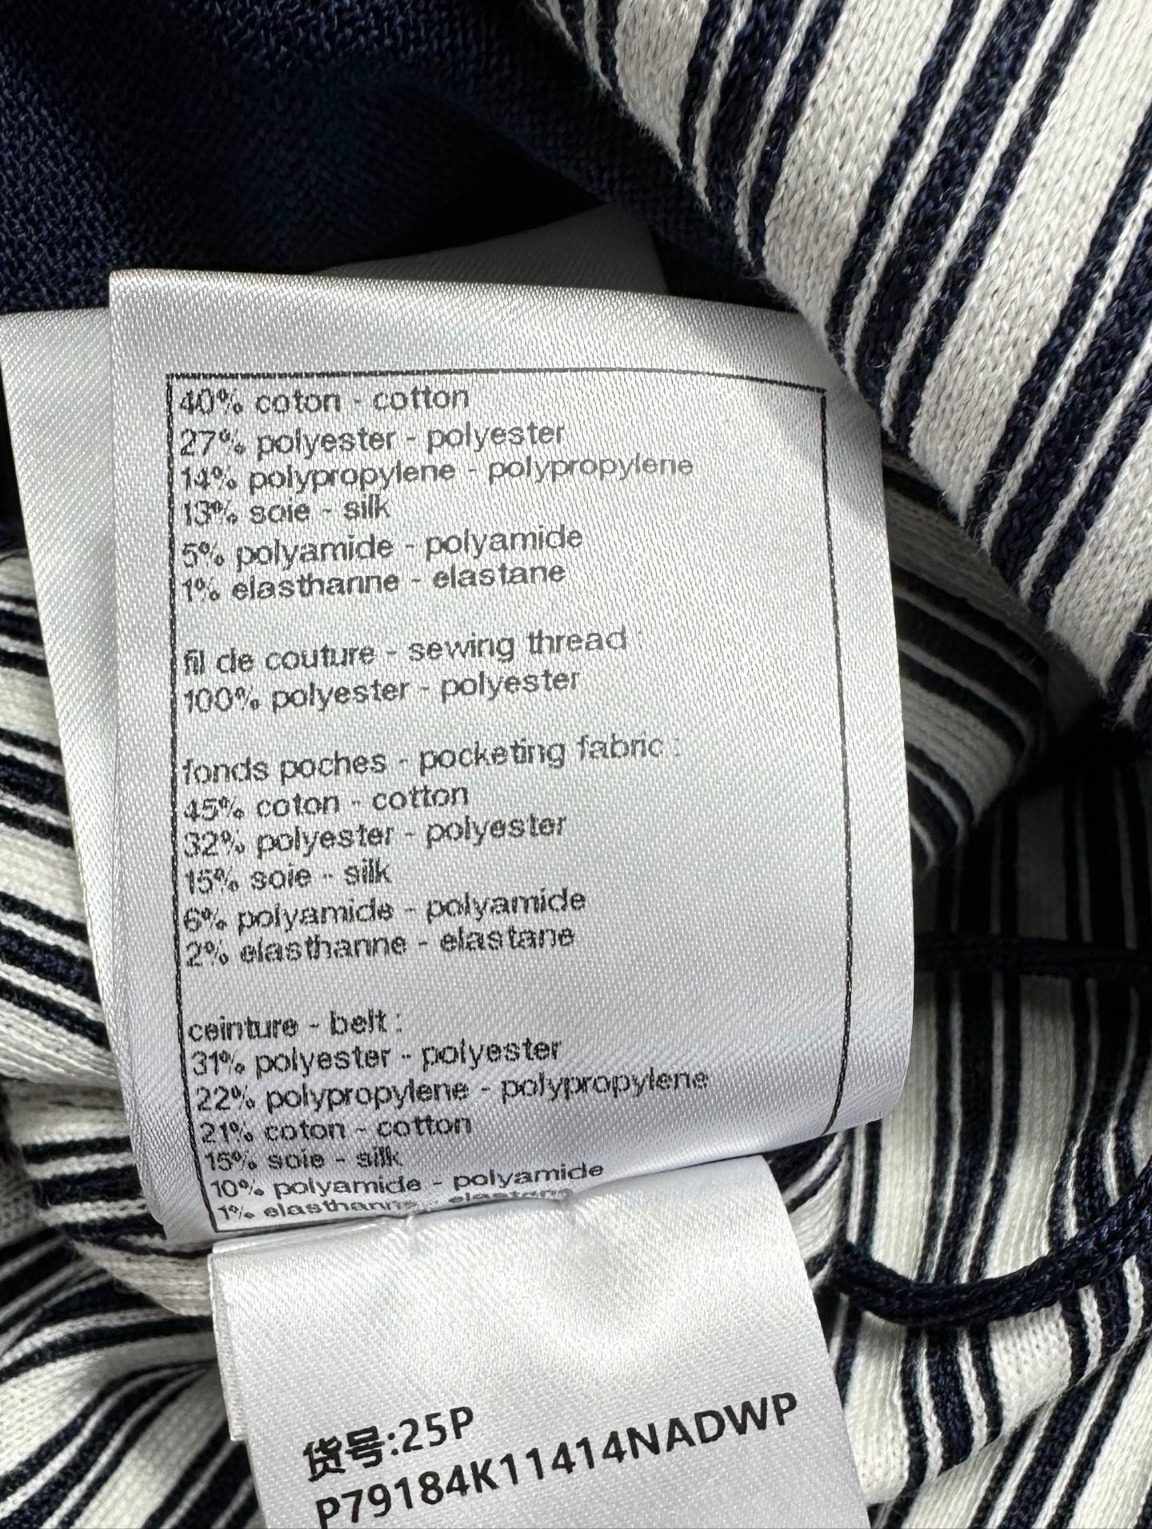 40% coton - cotton
27% polyester - polyester
14% polypropylene - polypropylene
13% soie - silk
5% polyamide - polyamide
1% elasthanne - elastane
fil de couture - sewing thread :
100% polyester - polyester
fonds poches - pocketing fabric :
45% coton - cotton
32% polyester - polyester
15% soie - silk
6% polyamide - polyamide
2% elasthanne - elastane
ceinture - belt :
31% polyester - polyester
22% polypropylene - polypropylene
21% coton - cotton
15% soie - silk
10% polyamide - polyamide
1% elasthanne - elastane
货号:25P
P79184K11414NADWP